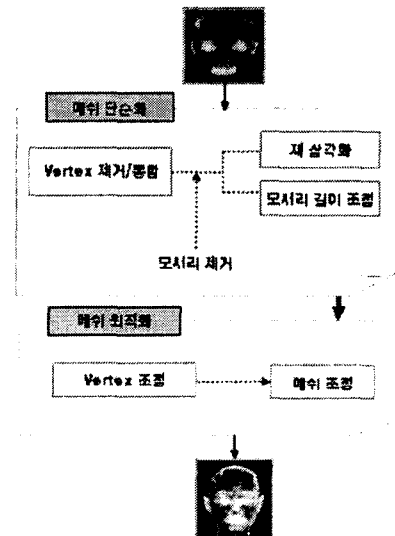 메쉬 단순화
Vertex 제거/통합
재 삼각화
모서리 길이 조정
모서리 제거
메쉬 최적화
Vertex 조정
메쉬 조정